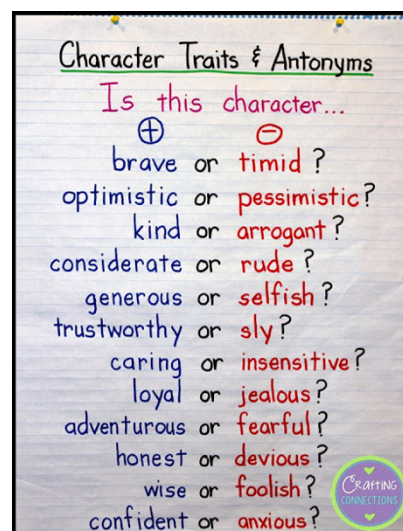 Character Traits & Antonyms
Is this character...
+ -
brave or timid?
optimistic or pessimistic?
kind or arrogant?
considerate or rude?
generous or selfish?
trustworthy or sly?
caring or insensitive?
loyal or jealous?
adventurous or fearful?
honest or devious?
wise or foolish?
confident or anxious?
CRAfTiNG
CONNECTIONS